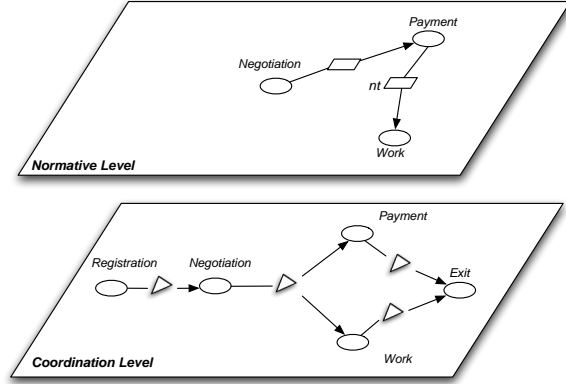 Payment
Negotiation
nt
Work
Normative Level
Payment
Registration
Negotiation
Exit
Work
Coordination Level